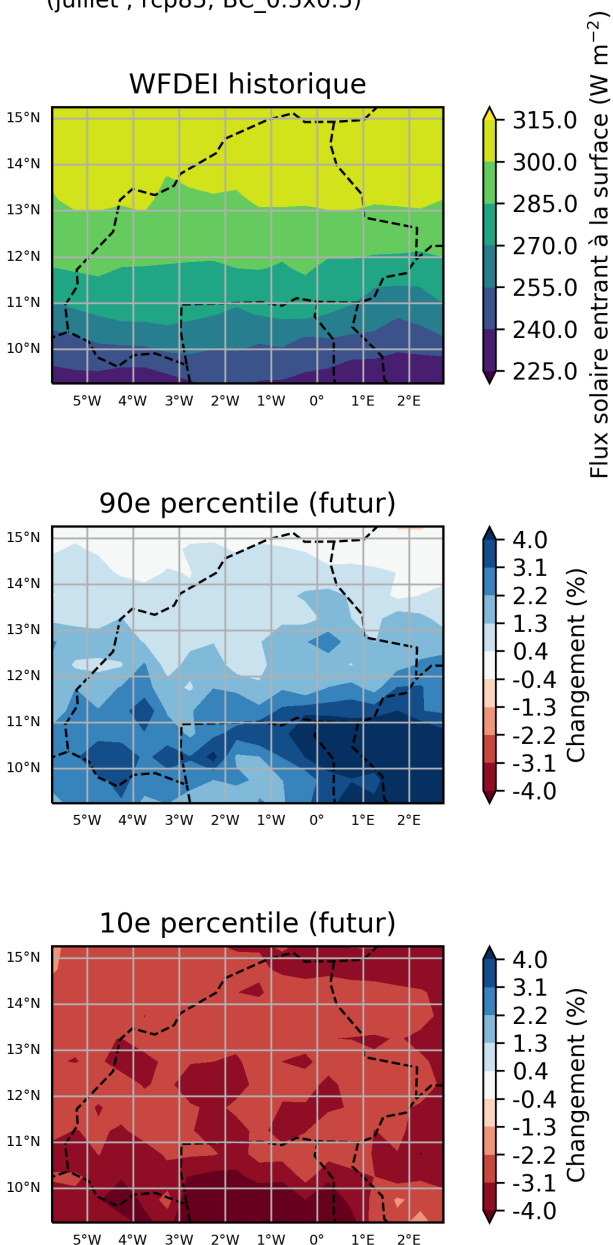 (juillet , rcp85, BC_0.5x0.5)
WFDEI historique
15°N
14°N
13°N
12°N
11°N
10°N
5°W 4°W 3°W 2°W 1°W 0° 1°E 2°E
315.0
300.0
285.0
270.0
255.0
240.0
225.0
Flux solaire entrant à la surface (W m⁻²)
90e percentile (futur)
15°N
14°N
13°N
12°N
11°N
10°N
5°W 4°W 3°W 2°W 1°W 0° 1°E 2°E
4.0
3.1
2.2
1.3
0.4
-0.4
-1.3
-2.2
-3.1
-4.0
Changement (%)
10e percentile (futur)
15°N
14°N
13°N
12°N
11°N
10°N
5°W 4°W 3°W 2°W 1°W 0° 1°E 2°E
4.0
3.1
2.2
1.3
0.4
-0.4
-1.3
-2.2
-3.1
-4.0
Changement (%)